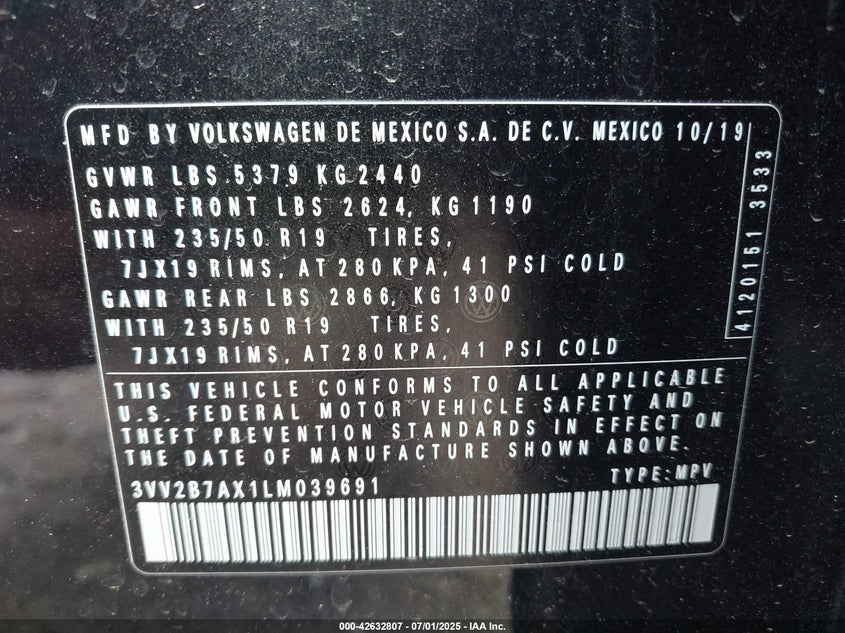 MFD BY VOLKSWAGEN DE MEXICO S.A. DE C.V. MEXICO 10/19
GVWR LBS 5379 KG 2440
GAWR FRONT LBS 2624, KG 1190
WITH 235/50 R19 TIRES,
7JX19 RIMS, AT 280 KPA, 41 PSI COLD
GAWR REAR LBS 2866, KG 1300
WITH 235/50 R19 TIRES,
7JX19 RIMS, AT 280 KPA, 41 PSI COLD
4120151 3533
THIS VEHICLE CONFORMS TO ALL APPLICABLE
U.S. FEDERAL MOTOR VEHICLE SAFETY AND
THEFT PREVENTION STANDARDS IN EFFECT ON
THE DATE OF MANUFACTURE SHOWN ABOVE.
3VV2B7AX1LM039691 TYPE: MPV
000-42632807 - 07/01/2025 - IAA Inc.